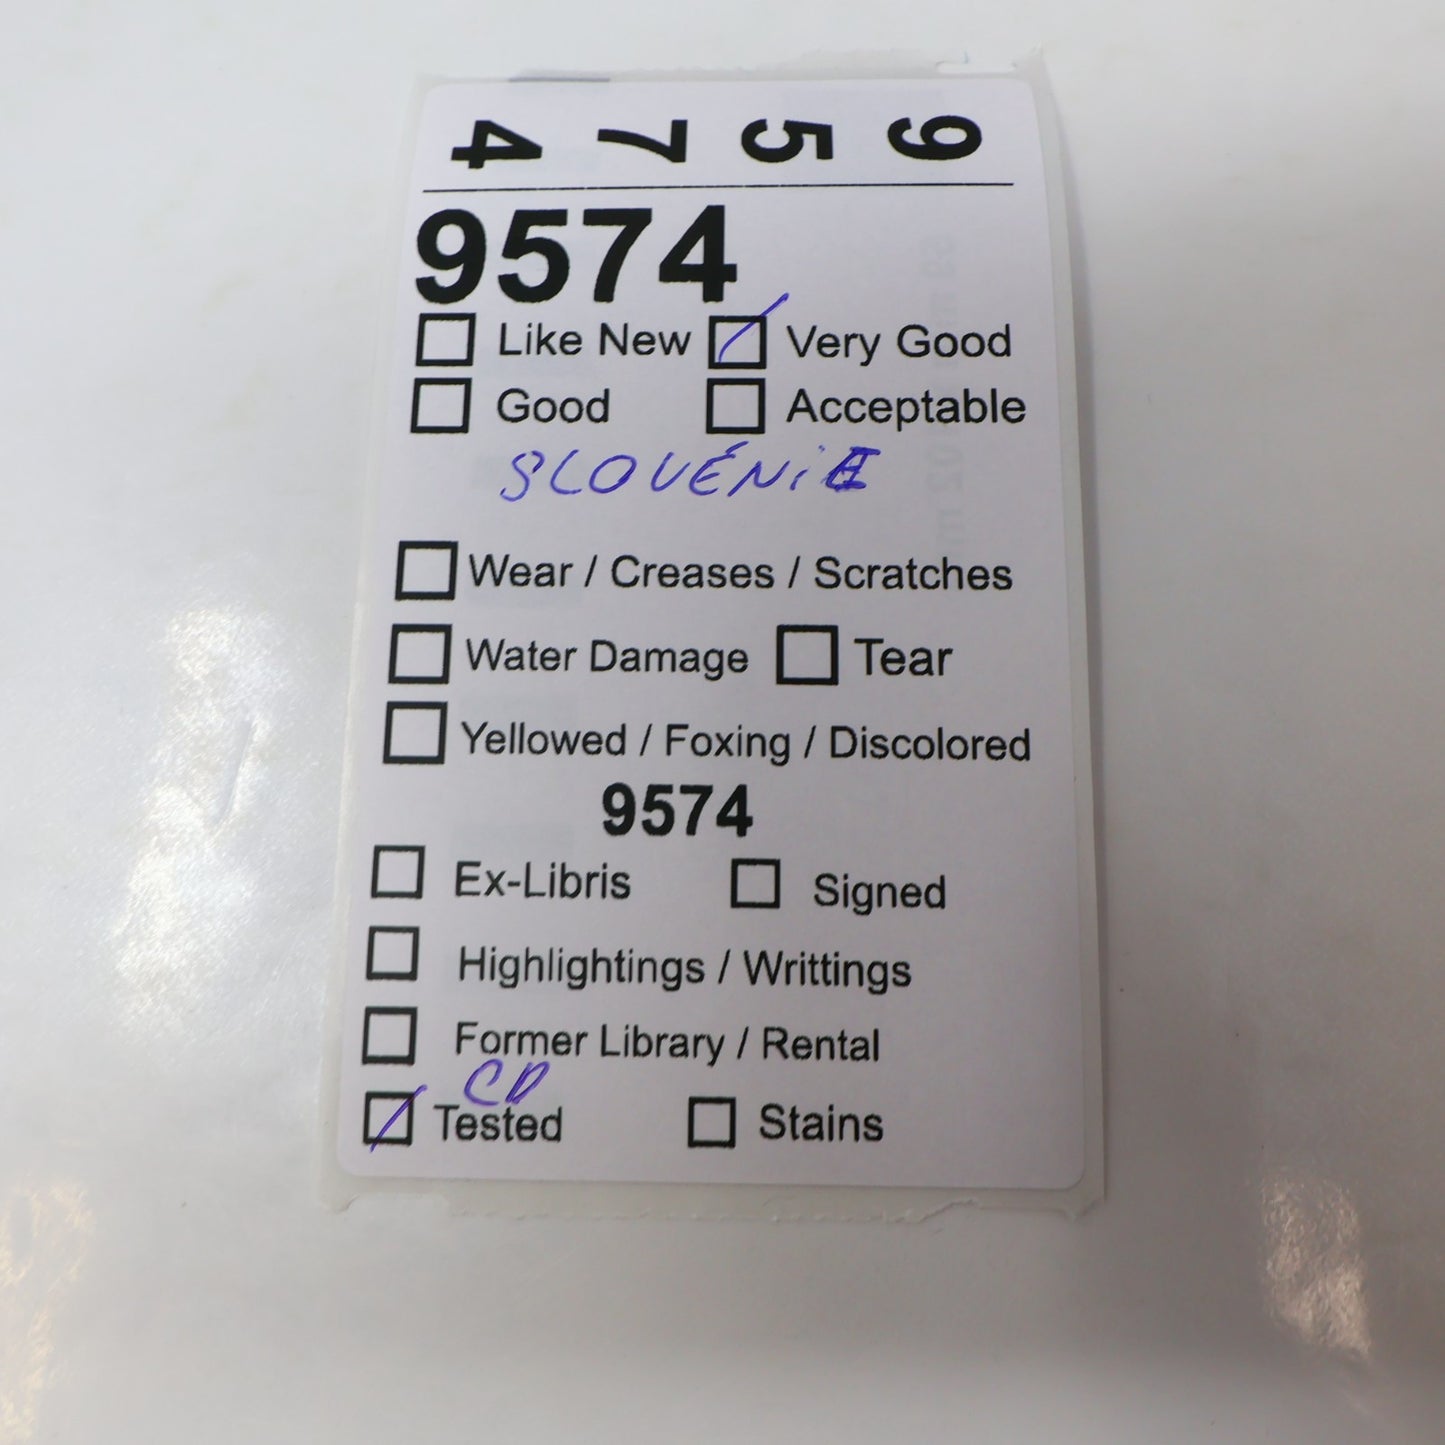 9 5 7 4
9574
Like New Very Good
Good Acceptable
Wear / Creases / Scratches
Water Damage Tear
Yellowed / Foxing / Discolored
9574
Ex-Libris Signed
Highlightings / Writtings
Former Library / Rental
CD
Tested Stains